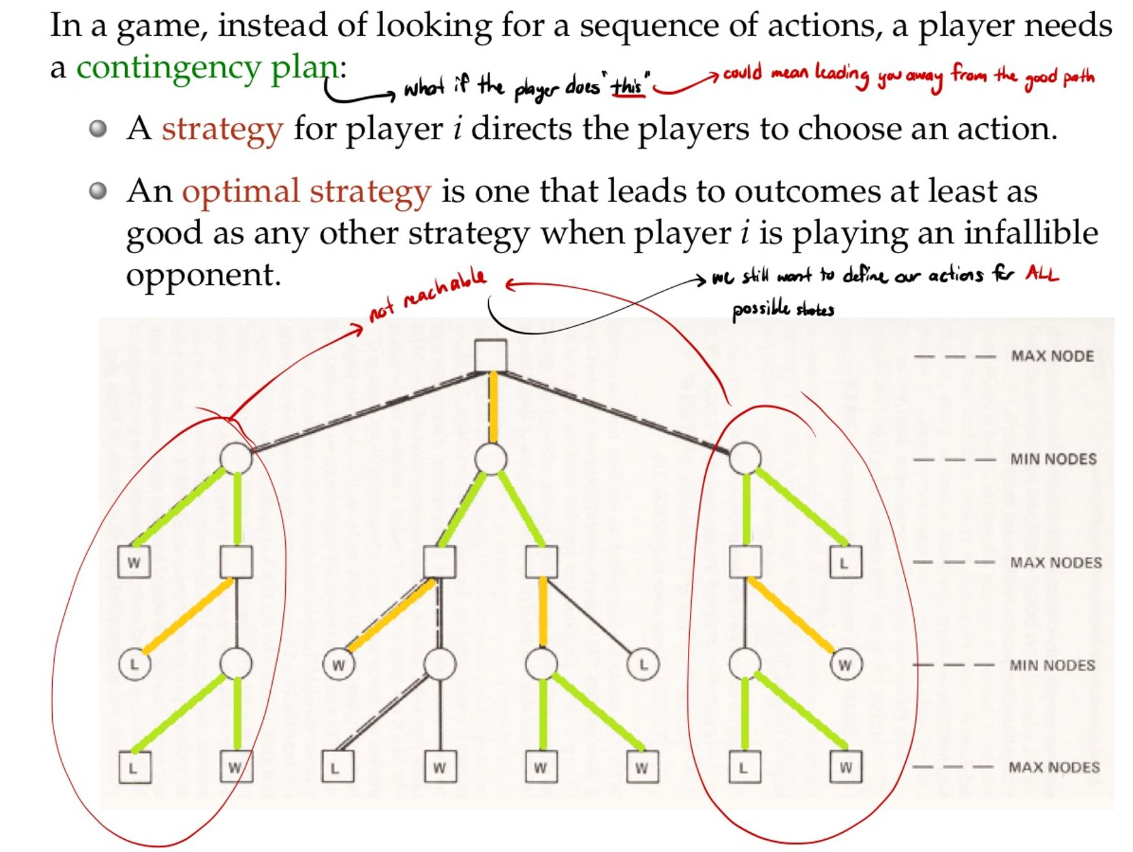 In a game, instead of looking for a sequence of actions, a player needs
a contingency plan:
what if the player does "this"
could mean leading you away from the good path
A strategy for player i directs the players to choose an action.
An optimal strategy is one that leads to outcomes at least as
good as any other strategy when player i is playing an infallible
opponent.
not reachable
we still want to define our actions for ALL
possible states
MAX NODE
MIN NODES
W
L
MAX NODES
L
W
L
W
MIN NODES
L
W
L
W
W
W
L
W
MAX NODES